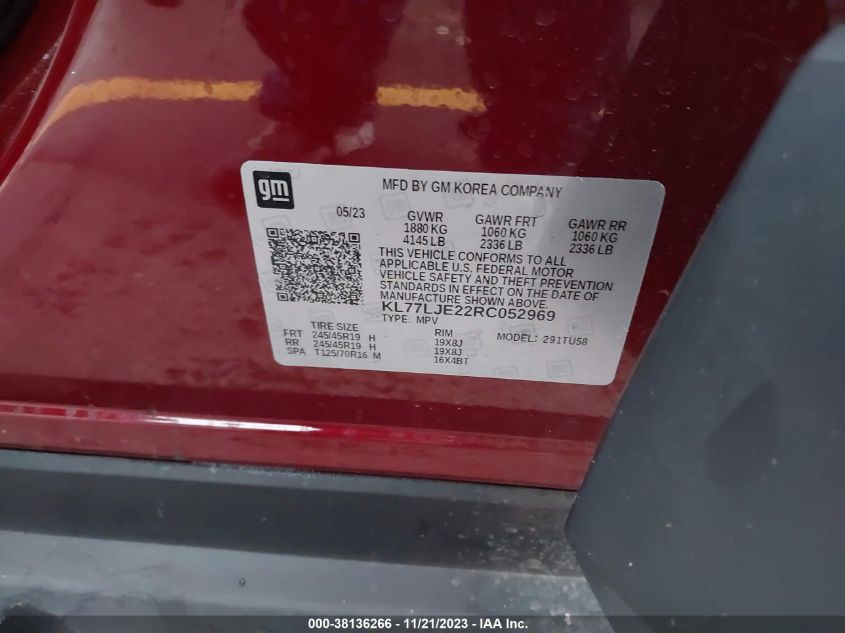 gm
MFD BY GM KOREA COMPANY
05/23
GVWR GAWR FRT GAWR RR
1880 KG 1060 KG 1060 KG
4145 LB 2336 LB 2336 LB
THIS VEHICLE CONFORMS TO ALL
APPLICABLE U.S. FEDERAL MOTOR
VEHICLE SAFETY AND THEFT PREVENTION
STANDARDS IN EFFECT ON THE DATE OF
MANUFACTURE SHOWN ABOVE.
KL77LJE22RC052969
TYPE: MPV
MODEL: 291TU58
TIRE SIZE RIM
FRT 245/45R19 H 19X8J
RR 245/45R19 H 19X8J
SPA T125/70R16 M 16X4BT
000-38136266 - 11/21/2023 - COPYRIGHT IAA, LLC.